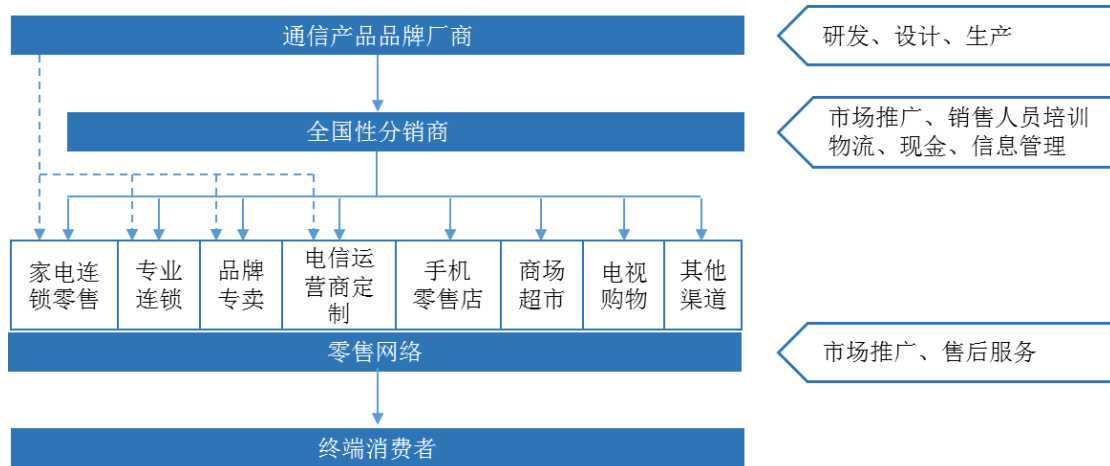 通信产品品牌厂商
研发、设计、生产
全国性分销商
市场推广、销售人员培训
物流、现金、信息管理
家电连
锁零售
专业
连锁
品牌
专卖
电信运
营商定
制
手机
零售店
商场
超市
电视
购物
其他
渠道
零售网络
市场推广、售后服务
终端消费者